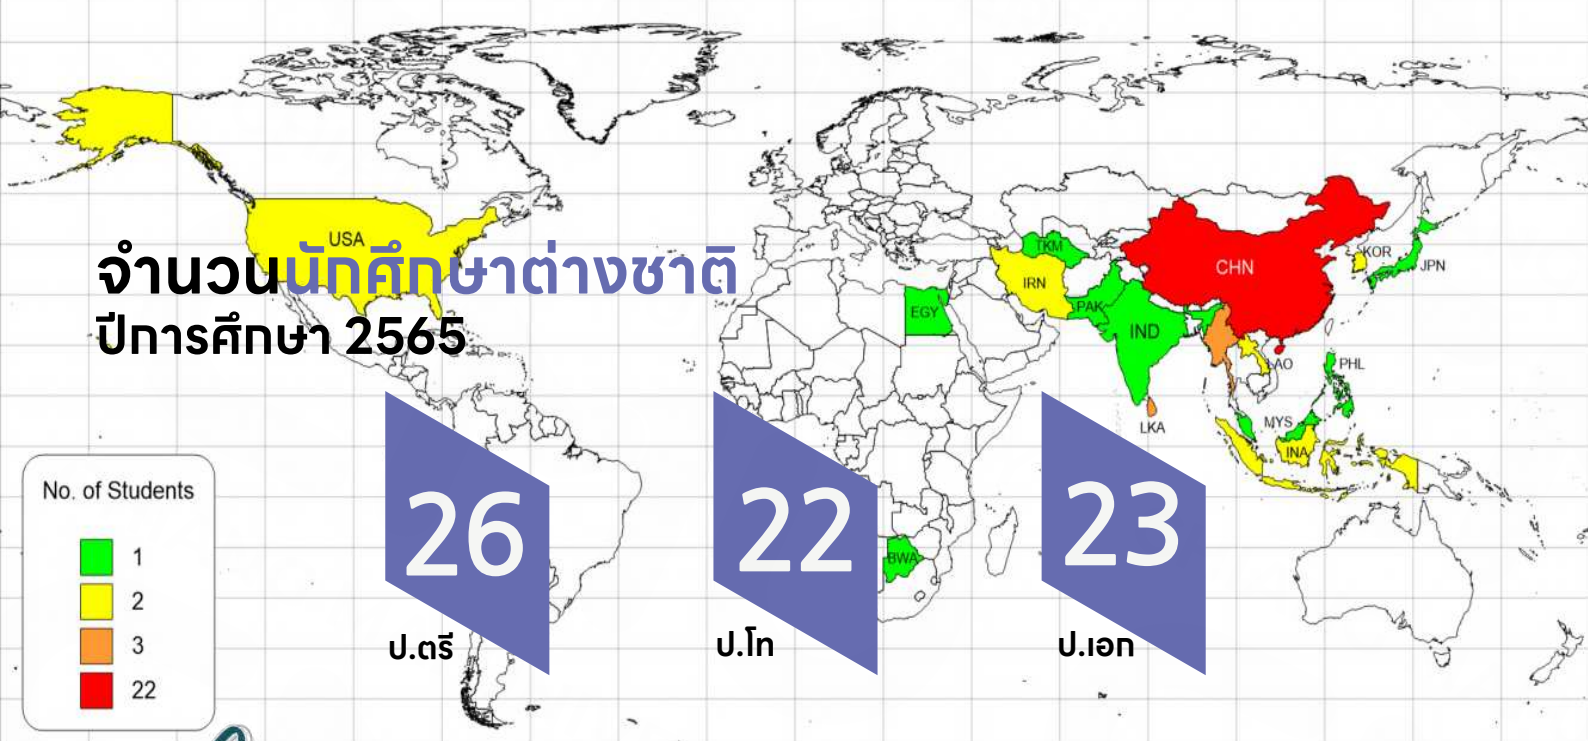 USA
จำนวนนักศึกษาต่างชาติ
ปีการศึกษา 2565
TKM
IRN
PAK
IND
EGY
CHN
KOR
JPN
LAO
PHL
LKA
MYS
INA
BWA
26
ป.ตรี
22
ป.โท
23
ป.เอก
No. of Students
1
2
3
22